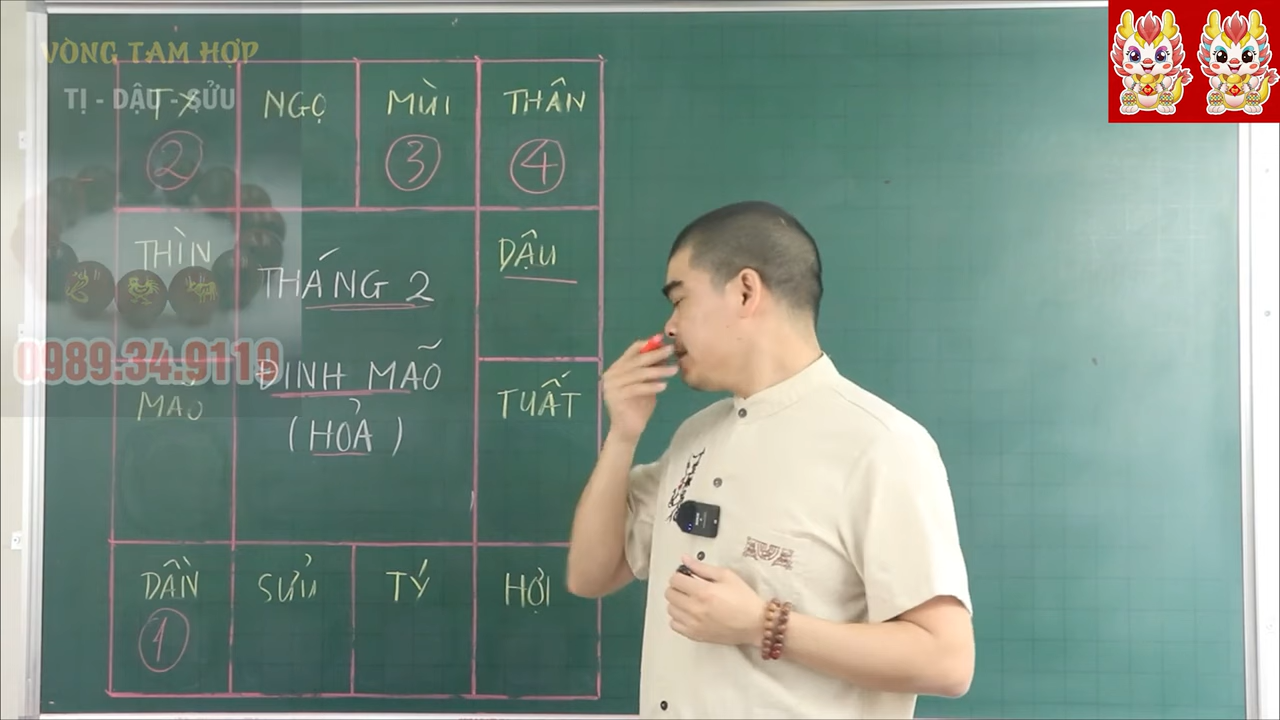 VÒNG TAM HỢP
TỊ - DẬU - SỬU
TỴ
NGỌ
MÙI
THÂN
2
3
4
THÌN
DẬU
THÁNG 2
0989.34.9119
ĐINH MÃO
MÃO
TUẤT
(HỎA)
DẦN
SỬU
TÝ
HỢI
1